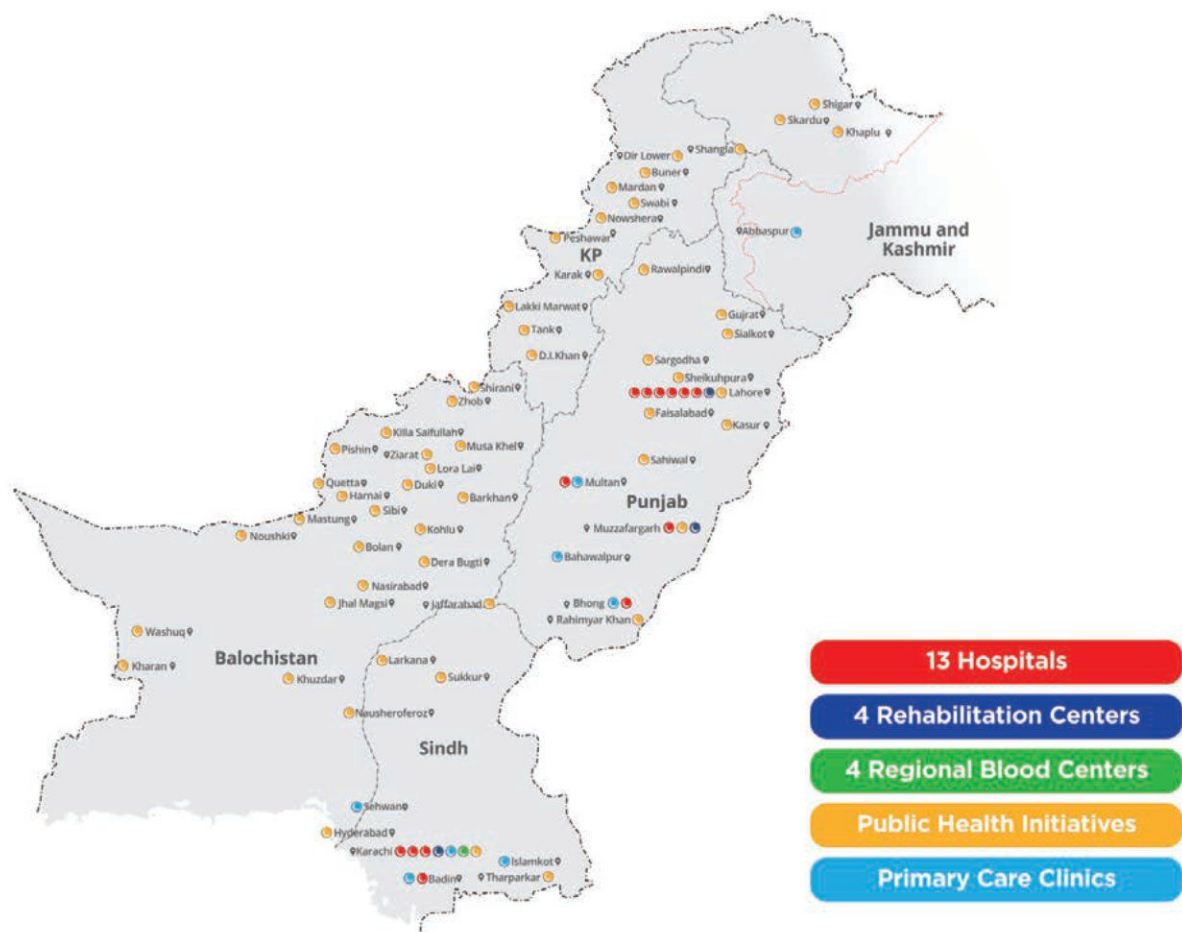 Shigar
Skardu
Khaplu
Shangla
Dir Lower
Buner
Mardan
Swabi
Nowshera
Abbaspur
Jammu and
Kashmir
Peshawar
KP
Karak
Rawalpindi
Lakki Marwat
Gujrat
Tank
Sialkot
D.I.Khan
Sargodha
Sheikuhpura
Shirani
Lahore
Zhob
Faisalabad
Kasur
Killa Saifullah
Musa Khel
Pishin
Ziarat
Sahiwal
Lora Lai
Quetta
Duki
Multan
Harnai
Barkhan
Punjab
Sibi
Mastung
Kohlu
Muzzafargarh
Noushki
Bolan
Bahawalpur
Dera Bugti
Nasirabad
Jhal Magsi
Jaffarabad
Bhong
Rahimyar Khan
Washuq
Balochistan
Larkana
Kharan
Khuzdar
Sukkur
Nausheroferoz
Sindh
Sehwan
Hyderabad
Karachi
Islamkot
Badin
Tharparkar
13 Hospitals
4 Rehabilitation Centers
4 Regional Blood Centers
Public Health Initiatives
Primary Care Clinics